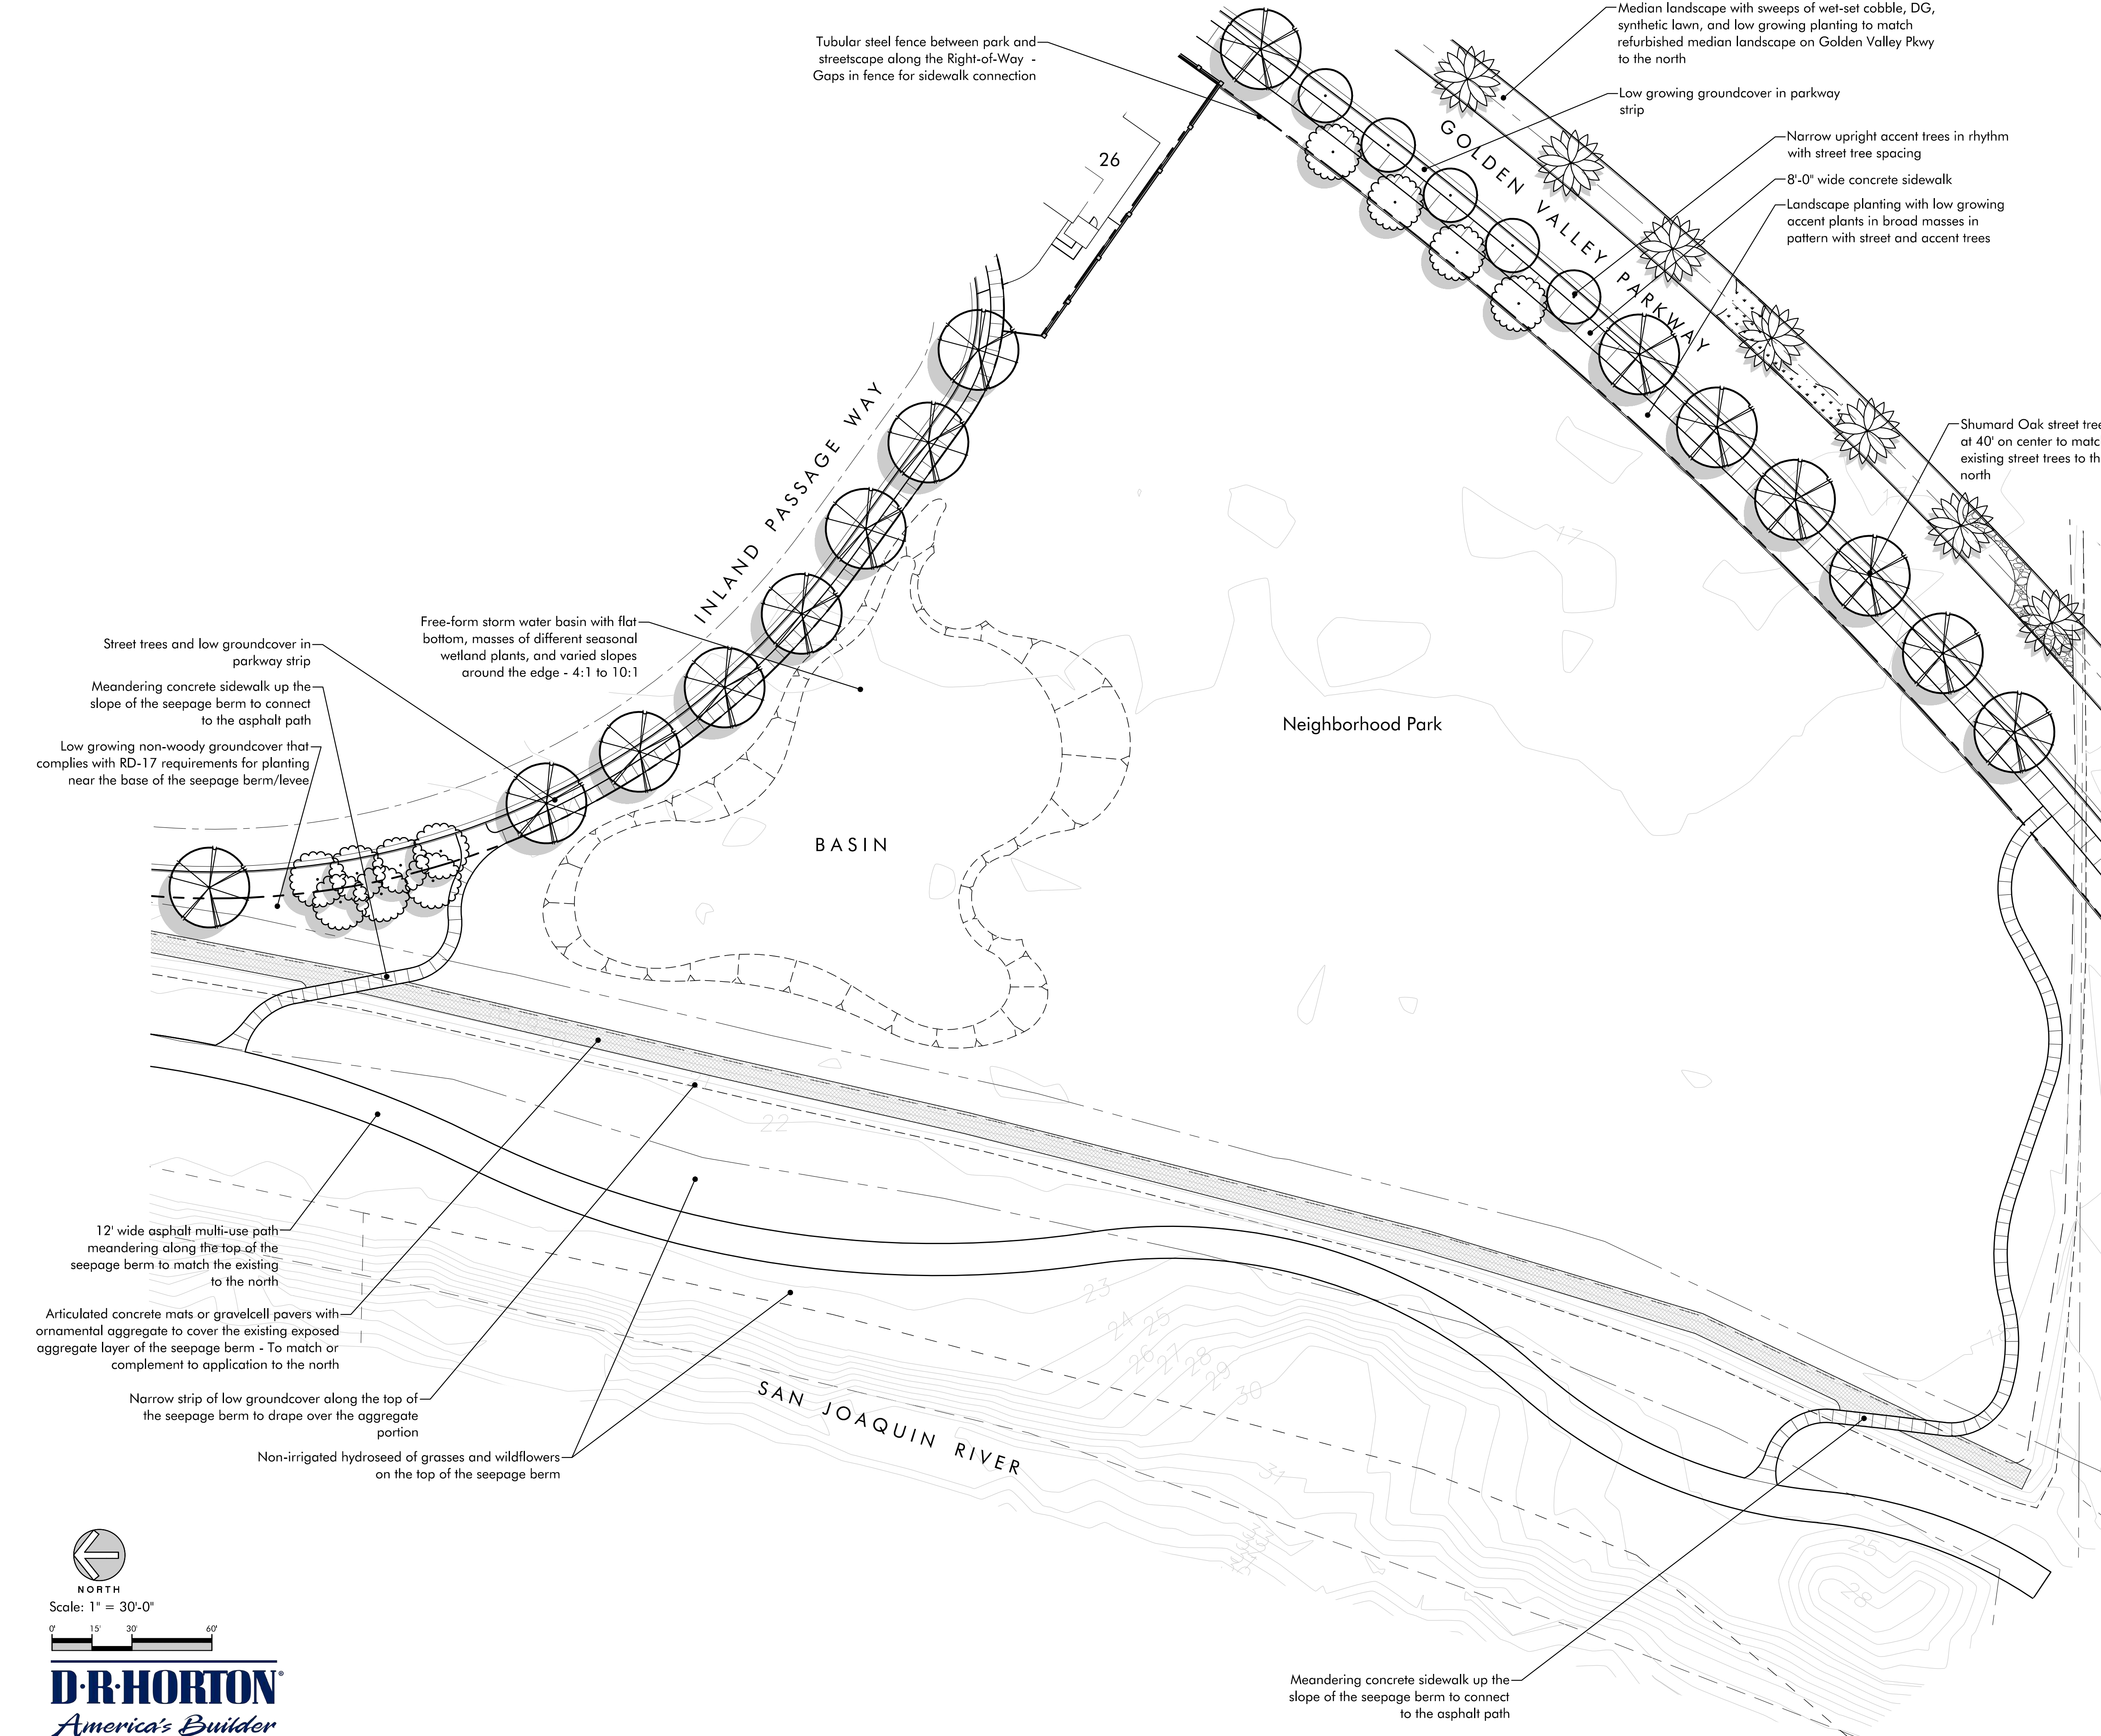 Median landscape with sweeps of wet-set cobble, DG,
synthetic lawn, and low growing planting to match
refurbished median landscape on Golden Valley Pkwy
to the north
Tubular steel fence between park and
streetscape along the Right-of-Way -
Gaps in fence for sidewalk connection
Low growing groundcover in parkway
strip
Narrow upright accent trees in rhythm
with street tree spacing
8'-0" wide concrete sidewalk
Landscape planting with low growing
accent plants in broad masses in
pattern with street and accent trees
26
GOLDEN VALLEY PARKWAY
INLAND PASSAGE WAY
Shumard Oak street tree
at 40' on center to matc
existing street trees to th
north
17
17
Free-form storm water basin with flat
bottom, masses of different seasonal
wetland plants, and varied slopes
around the edge - 4:1 to 10:1
Street trees and low groundcover in
parkway strip
Meandering concrete sidewalk up the
slope of the seepage berm to connect
to the asphalt path
Low growing non-woody groundcover that
complies with RD-17 requirements for planting
near the base of the seepage berm/levee
Neighborhood Park
BASIN
22
12' wide asphalt multi-use path
meandering along the top of the
seepage berm to match the existing
to the north
Articulated concrete mats or gravelcell pavers with
ornamental aggregate to cover the existing exposed
aggregate layer of the seepage berm - To match or
complement to application to the north
Narrow strip of low groundcover along the top of
the seepage berm to drape over the aggregate
portion
Non-irrigated hydroseed of grasses and wildflowers
on the top of the seepage berm
23
24
25
26
27
28
29
30
31
SAN JOAQUIN RIVER
25
28
NORTH
Scale: 1" = 30'-0"
0' 15' 30' 60'
D·R·HORTON®
America's Builder
Meandering concrete sidewalk up the
slope of the seepage berm to connect
to the asphalt path